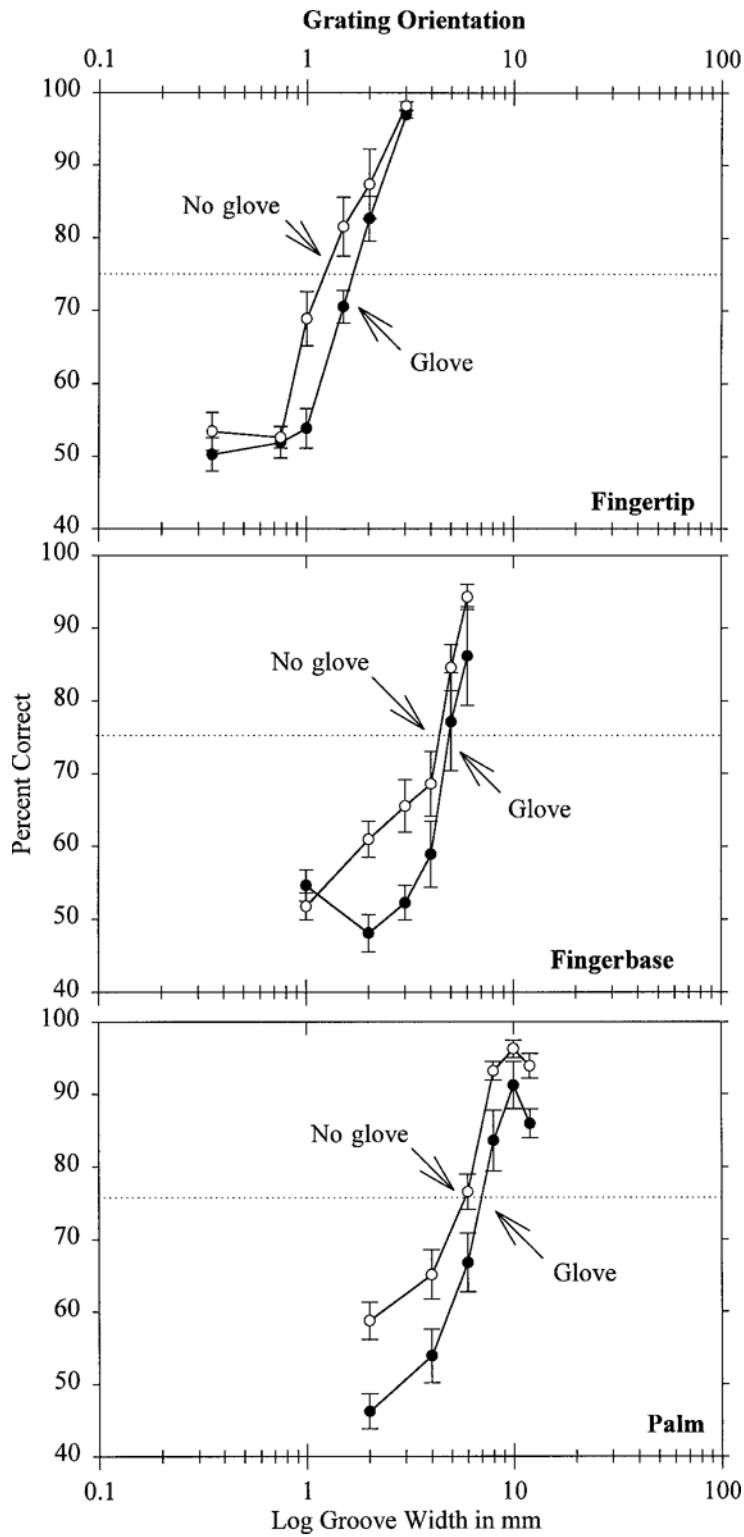 Grating Orientation
0.1 1 10 100
100
90
No glove
80
70
Glove
60
50
Fingertip
40
100
90
No glove
80
70
Glove
60
50
Fingerbase
40
Percent Correct
100
90
No glove
80
70
Glove
60
50
Palm
40
0.1 1 10 100
Log Groove Width in mm